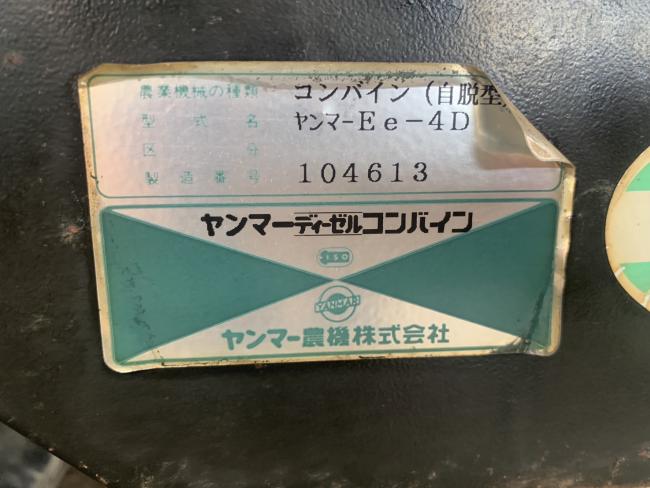 農業機械の種類 コンバイン (自脱型
型式名 ヤンマーEe-4D
区分
製造番号 104613
ヤンマーディーゼルコンバイン
ISO
YANMAR
ヤンマー農機株式会社